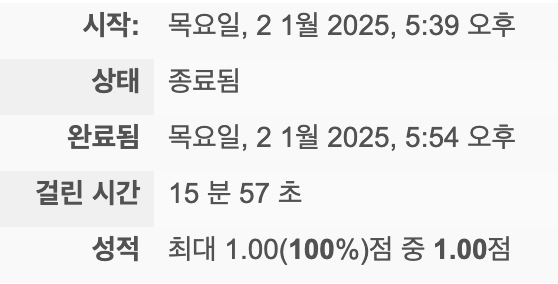 시작: 목요일, 2 1월 2025, 5:39 오후
상태 종료됨
완료됨 목요일, 2 1월 2025, 5:54 오후
걸린 시간 15 분 57 초
성적 최대 1.00(100%)점 중 1.00점